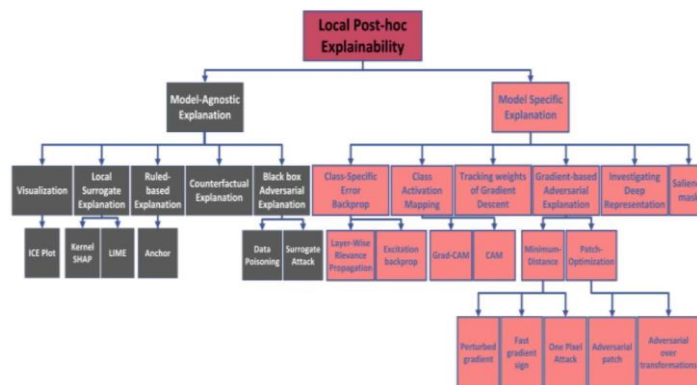 Local Post-hoc
Explainability
Model-Agnostic
Explanation
Model Specific
Explanation
Visualization
Local
Surrogate
Explanation
Ruled-
based
Explanation
Counterfactual
Explanation
Black box
Adversarial
Explanation
Class-Specific
Error
Backprop
Class
Activation
Mapping
Tracking weights
of Gradient
Descent
Gradient-based
Adversarial
Explanation
Investigating
Deep
Representation
mask
ICE Plot
Kernel
SHAP
LIME
Anchor
Data
Poisoning
Surrogate
Attack
Layer-Wise
Rlevance
Propagation
Excitation
backprop
Grad-CAM
CAM
Minimum-
Distance
Patch-
Optimization
Perturbed
gradient
Fast
gradient
sign
One Pixel
Attack
Adversarial
patch
Adversarial
over
transformations